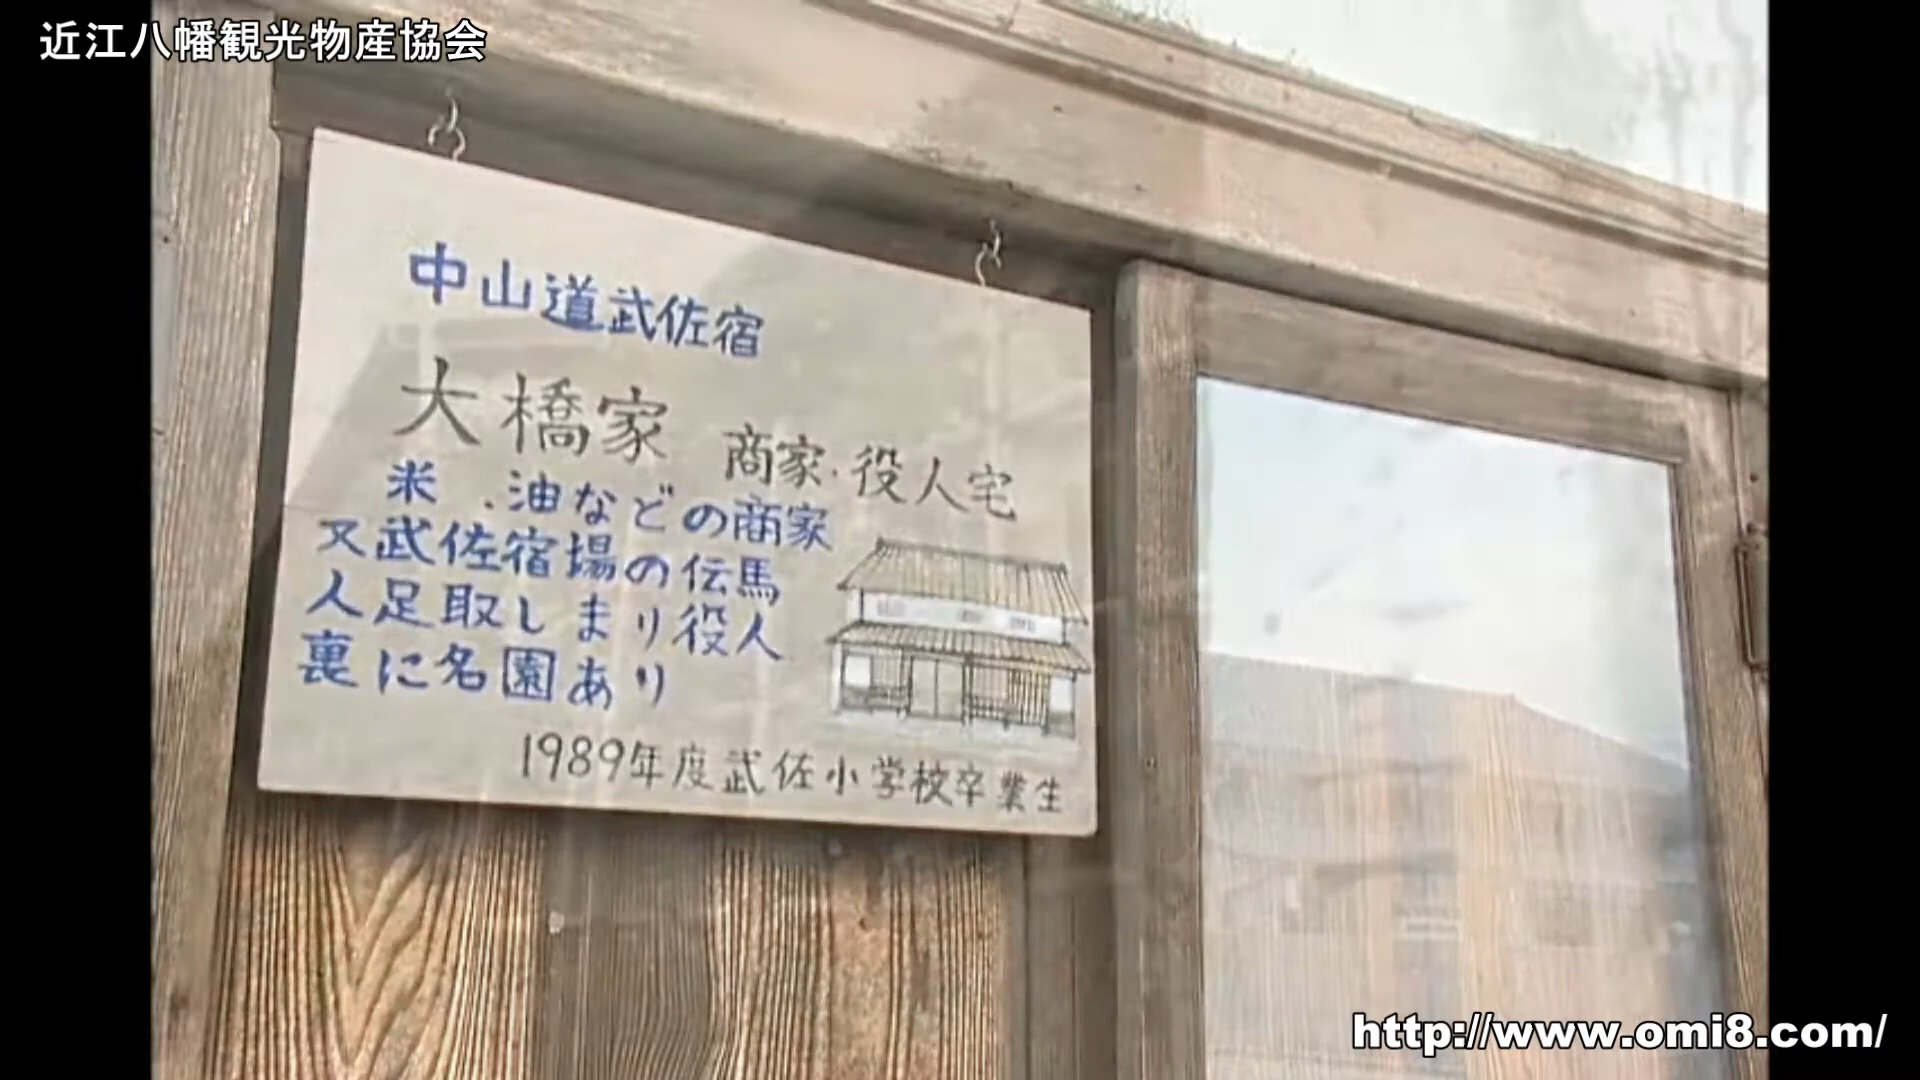 近江八幡観光物産協会
中山道武佐宿
大橋家 商家・役人宅
米、油などの商家
又武佐宿場の伝馬
人足取しまり役人
裏に名園あり
1989年度武佐小学校卒業生
http://www.omi8.com/